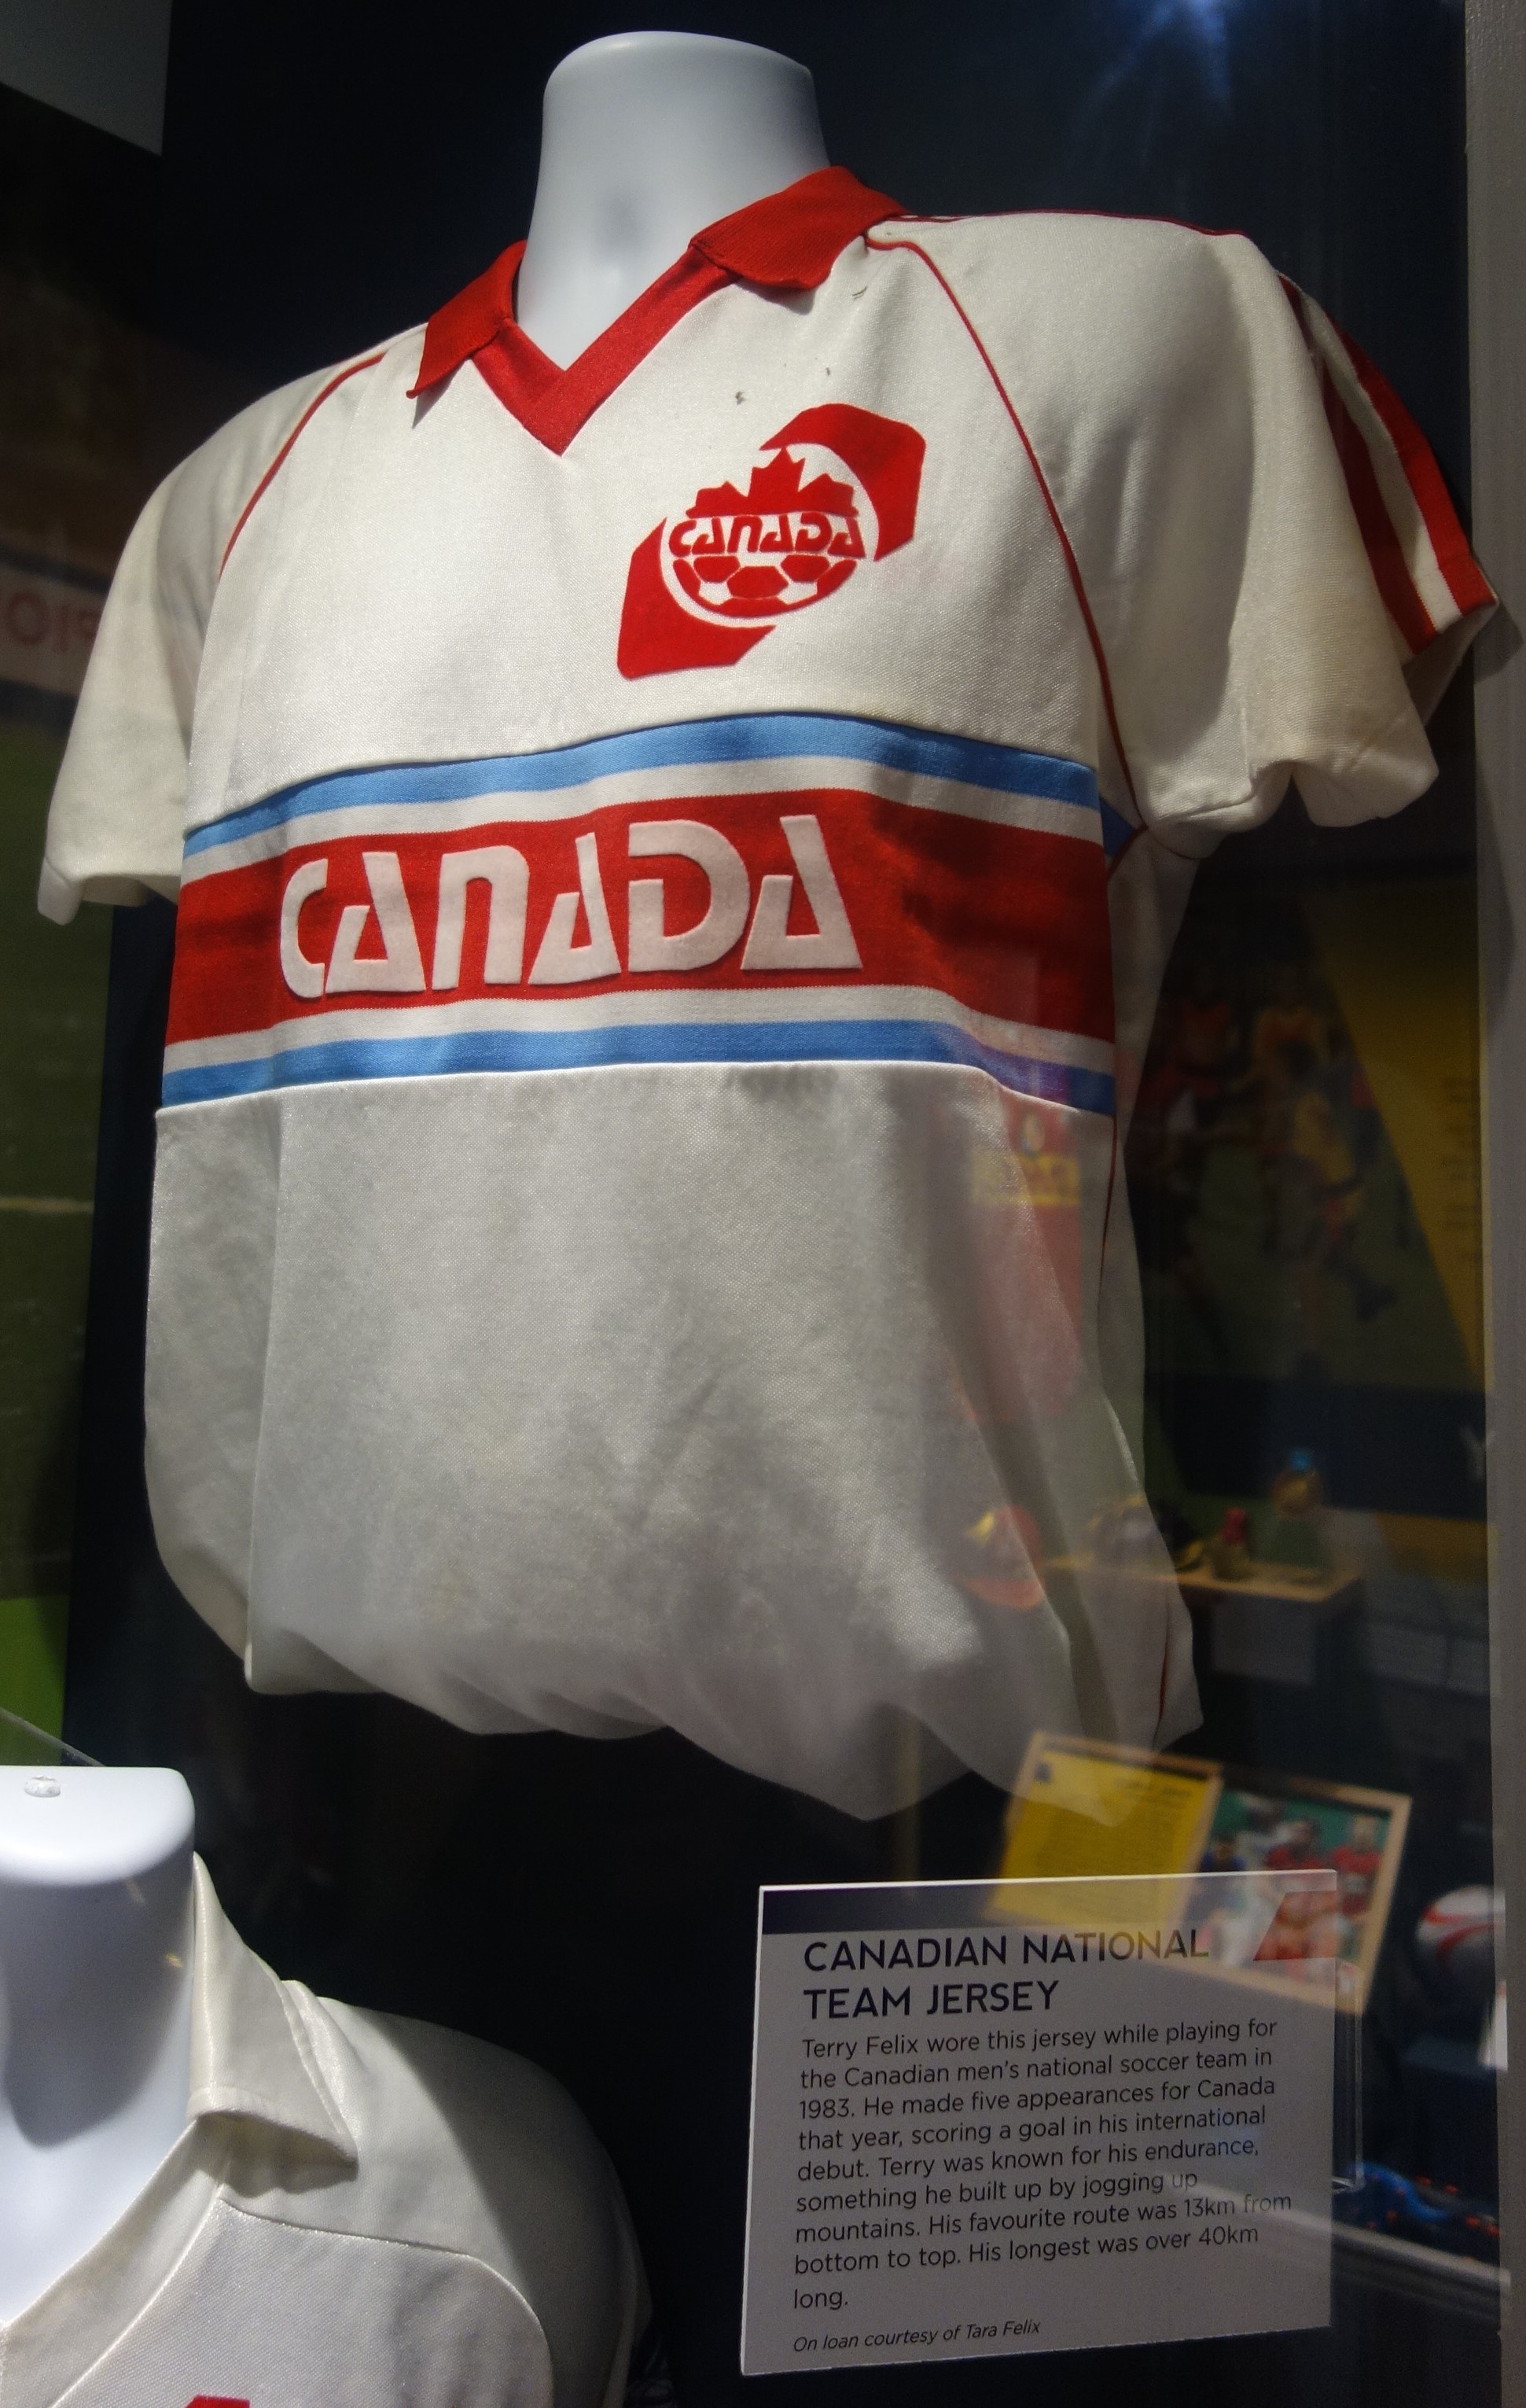 CANADA
CANADA
CANADIAN NATIONAL
TEAM JERSEY
Terry Felix wore this jersey while playing for
the Canadian men's national soccer team in
1983. He made five appearances for Canada
that year, scoring a goal in his international
debut. Terry was known for his endurance,
something he built up by jogging up
mountains. His favourite route was 13km from
bottom to top. His longest was over 40km
long.
On loan courtesy of Tara Felix